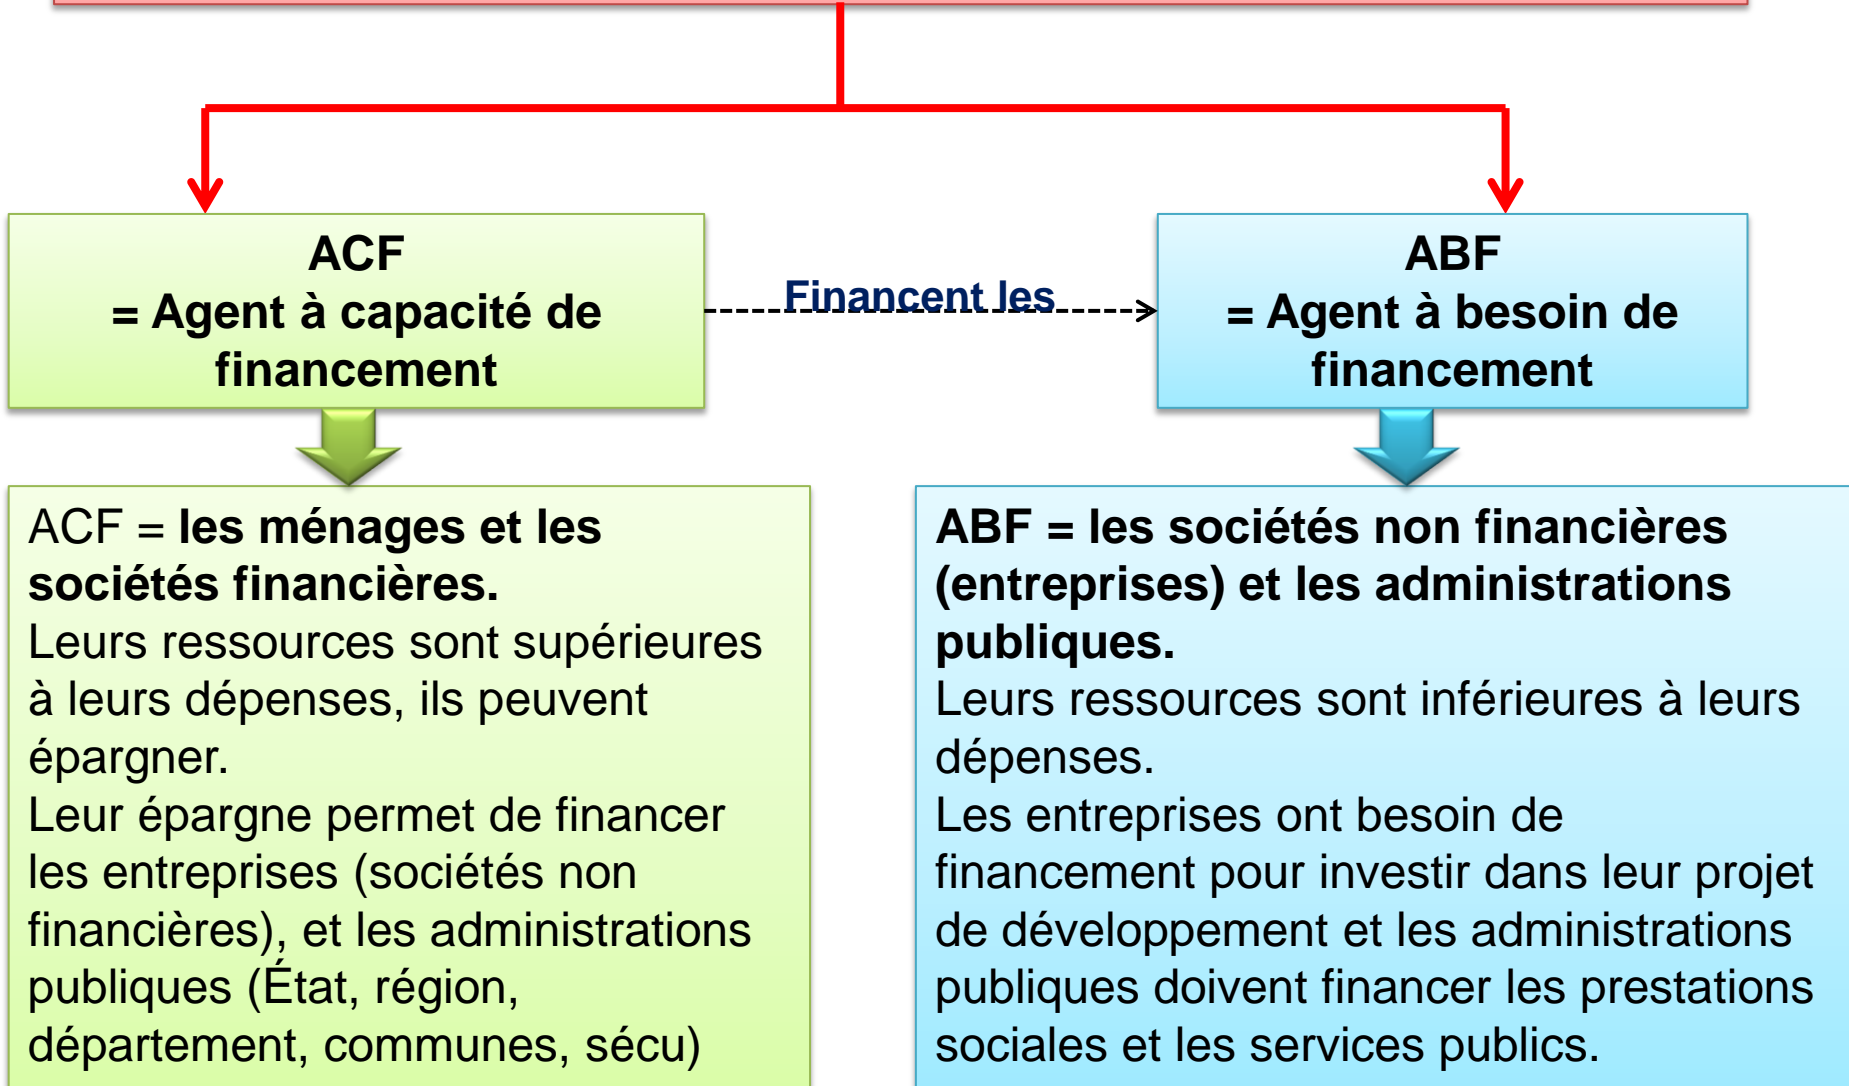 ACF
= Agent à capacité de
financement
Financent les
ABF
= Agent à besoin de
financement
ACF = les ménages et les
sociétés financières.
Leurs ressources sont supérieures
à leurs dépenses, ils peuvent
épargner.
Leur épargne permet de financer
les entreprises (sociétés non
financières), et les administrations
publiques (État, région,
département, communes, sécu)
ABF = les sociétés non financières
(entreprises) et les administrations
publiques.
Leurs ressources sont inférieures à leurs
dépenses.
Les entreprises ont besoin de
financement pour investir dans leur projet
de développement et les administrations
publiques doivent financer les prestations
sociales et les services publics.